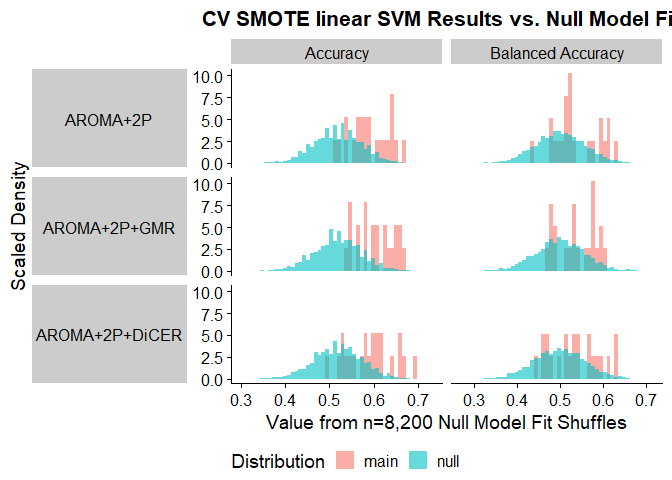 CV SMOTE linear SVM Results vs. Null Model Fi
Accuracy
Balanced Accuracy
Scaled Density
AROMA+2P
10.0
7.5
5.0
2.5
0.0
AROMA+2P+GMR
10.0
7.5
5.0
2.5
0.0
AROMA+2P+DiCER
10.0
7.5
5.0
2.5
0.0
0.3 0.4 0.5 0.6 0.7
0.3 0.4 0.5 0.6 0.7
Value from n=8,200 Null Model Fit Shuffles
Distribution main null